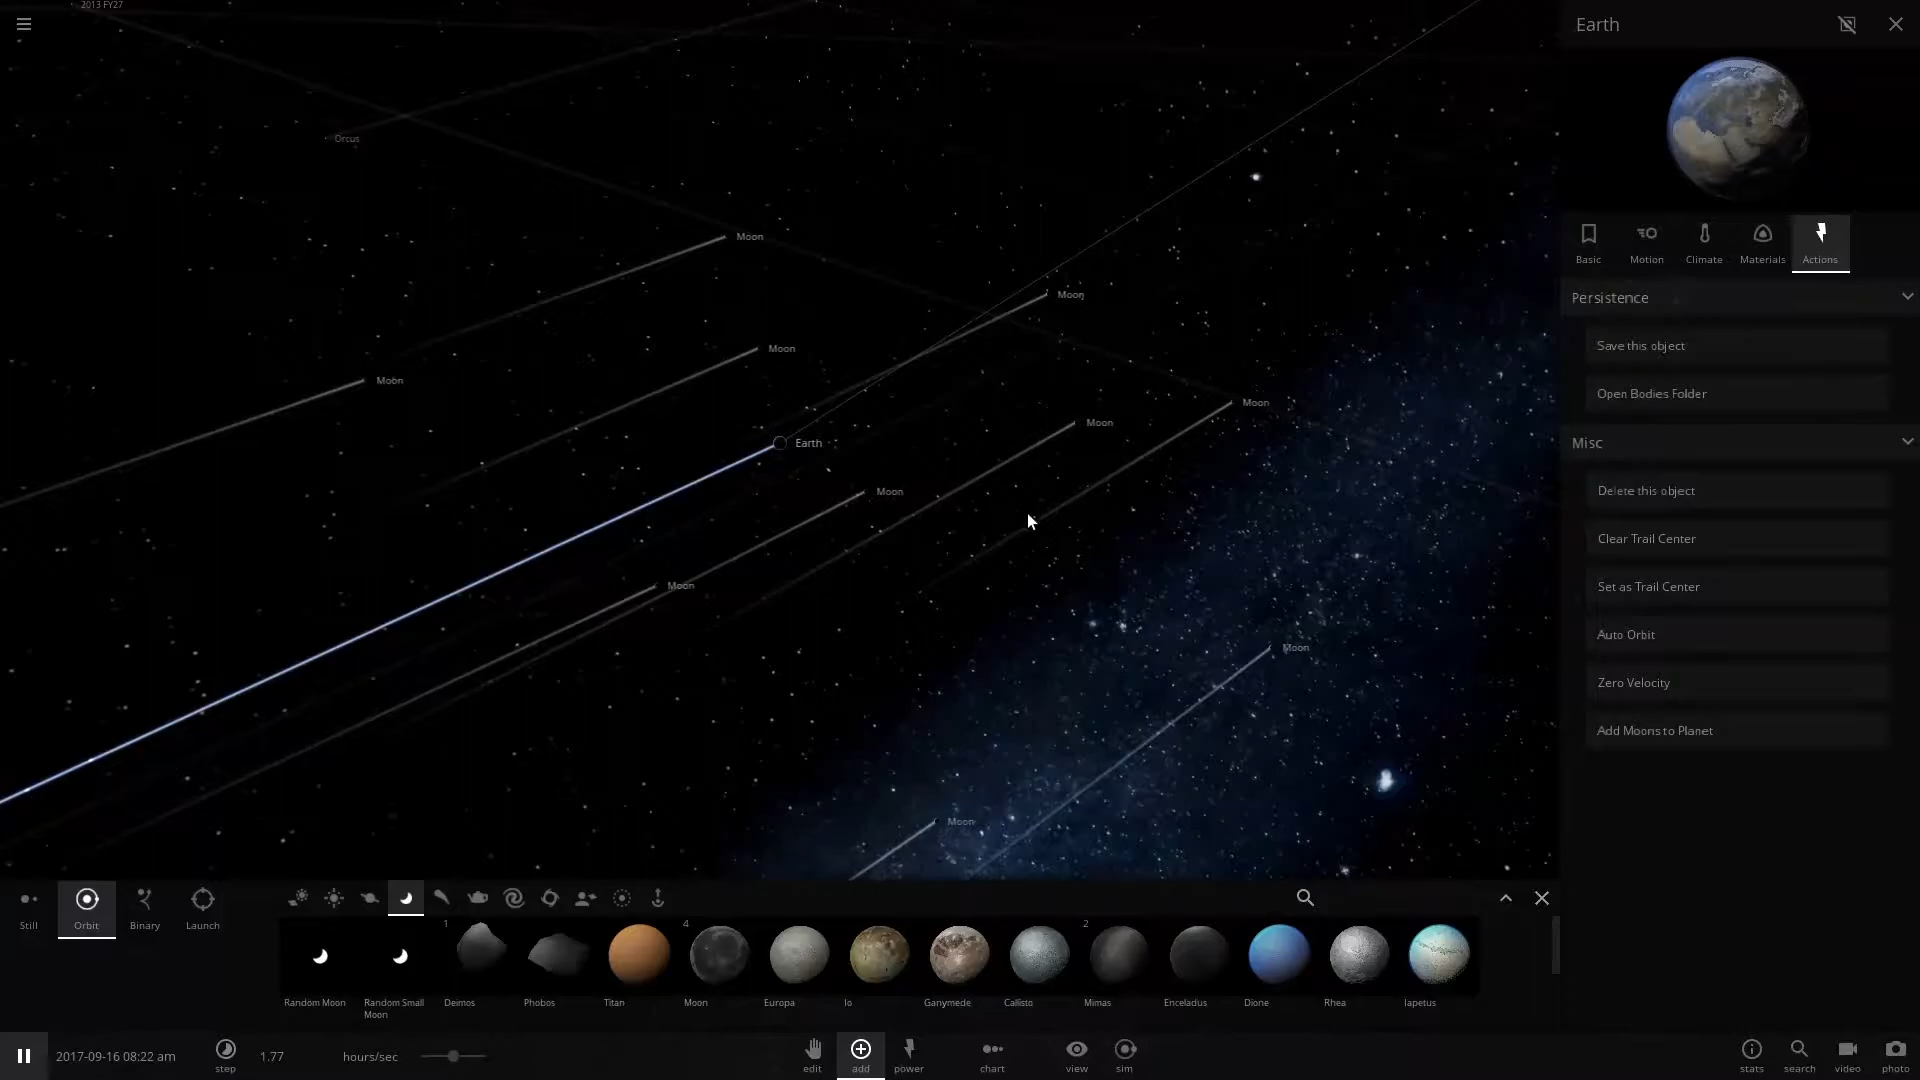 2013 FY27
Earth
Orcus
Moon
Moon
Moon
Moon
Moon
Moon
Earth
Moon
Moon
Moon
Moon
Basic
Motion
Climate
Materials
Actions
Persistence
Save this object
Open Bodies Folder
Misc
Delete this object
Clear Trail Center
Set as Trail Center
Auto Orbit
Zero Velocity
Add Moons to Planet
Still
Orbit
Binary
Launch
1
4
2
Random Moon
Random Small
Moon
Deimos
Phobos
Titan
Moon
Europa
Io
Ganymede
Callisto
Mimas
Enceladus
Dione
Rhea
Iapetus
2017-09-16 08:22 am
step
1.77
hours/sec
edit
add
power
chart
view
sim
stats
search
video
photo